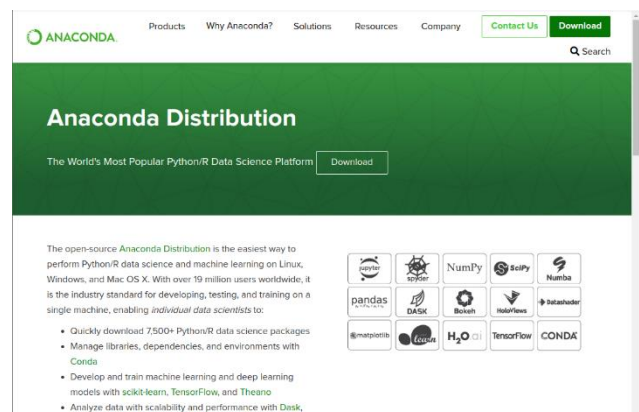 ANACONDA.
Products Why Anaconda? Solutions Resources Company Contact Us Download
Search
Anaconda Distribution
The World's Most Popular Python/R Data Science Platform Download
The open-source Anaconda Distribution is the easiest way to
perform Python/R data science and machine learning on Linux,
Windows, and Mac OS X. With over 19 million users worldwide, it
is the industry standard for developing, testing, and training on a
single machine, enabling individual data scientists to:
• Quickly download 7,500+ Python/R data science packages
• Manage libraries, dependencies, and environments with
Conda
• Develop and train machine learning and deep learning
models with scikit-learn, TensorFlow, and Theano
• Analyze data with scalability and performance with Dask,
jupyter spyder NumPy SciPy Numba
pandas DASK Bokeh HoloViews Datashader
matplotlib learn H2O.ai TensorFlow CONDA